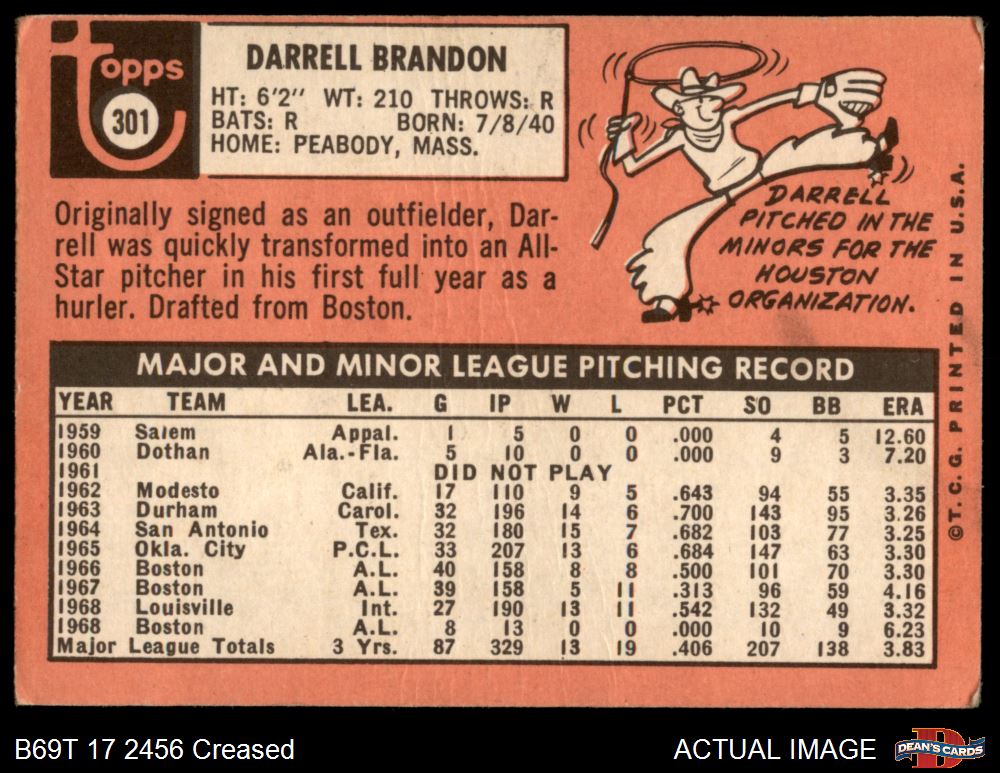 Topps
301
DARRELL BRANDON
HT: 6'2" WT: 210 THROWS: R
BATS: R BORN: 7/8/40
HOME: PEABODY, MASS.
Originally signed as an outfielder, Dar-
rell was quickly transformed into an All-
Star pitcher in his first full year as a
hurler. Drafted from Boston.
DARRELL
PITCHED IN THE
MINORS FOR THE
HOUSTON
ORGANIZATION.
©T.C.G. PRINTED IN U.S.A.
MAJOR AND MINOR LEAGUE PITCHING RECORD
YEAR TEAM LEA. G IP W L PCT SO BB ERA
1959 Salem Appal. 1 5 0 0 .000 4 5 12.60
1960 Dothan Ala.-Fla. 5 10 0 0 .000 9 3 7.20
1961 DID NOT PLAY
1962 Modesto Calif. 17 110 9 5 .643 94 55 3.35
1963 Durham Carol. 32 196 14 6 .700 143 95 3.26
1964 San Antonio Tex. 32 180 15 7 .682 103 77 3.25
1965 Okla. City P.C.L. 33 207 13 6 .684 147 63 3.30
1966 Boston A.L. 40 158 8 8 .500 101 70 3.30
1967 Boston A.L. 39 158 5 11 .313 96 59 4.16
1968 Louisville Int. 27 190 13 11 .542 132 49 3.32
1968 Boston A.L. 8 13 0 0 .000 10 9 6.23
Major League Totals 3 Yrs. 87 329 13 19 .406 207 138 3.83
B69T 17 2456 Creased
ACTUAL IMAGE
DEAN'S CARDS